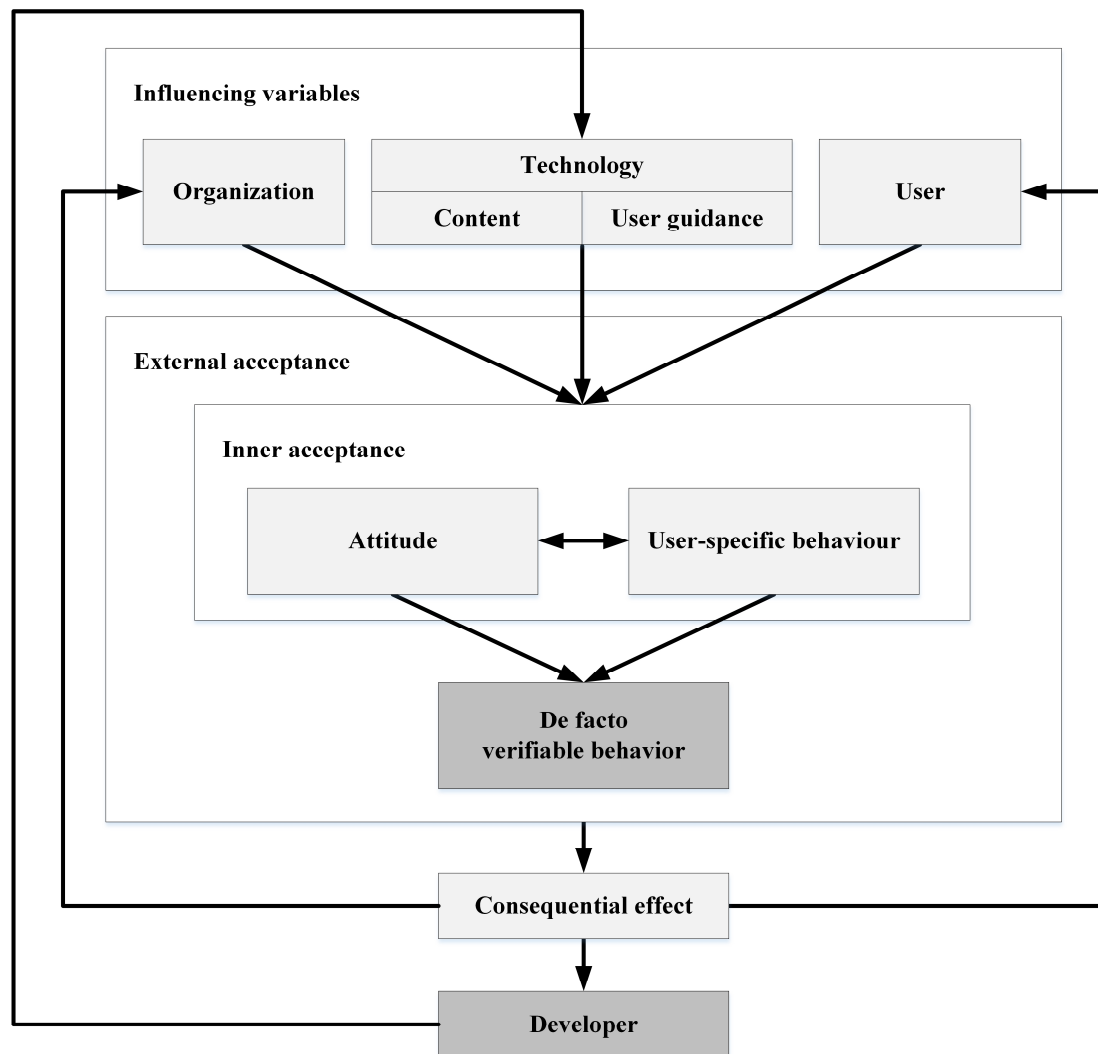 Influencing variables
Organization
Technology
Content
User guidance
User
External acceptance
Inner acceptance
Attitude
User-specific behaviour
De facto
verifiable behavior
Consequential effect
Developer